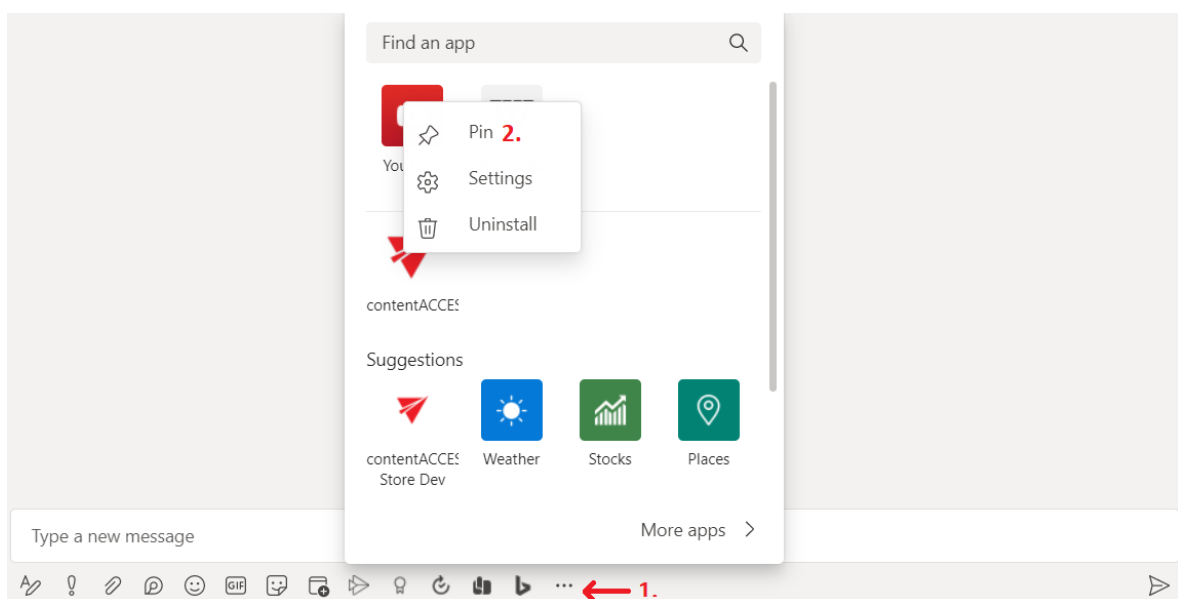 Find an app
Pin 2.
You
Settings
Uninstall
contentACCES
Suggestions
contentACCES Weather Stocks Places
Store Dev
More apps
Type a new message
GIF
1.